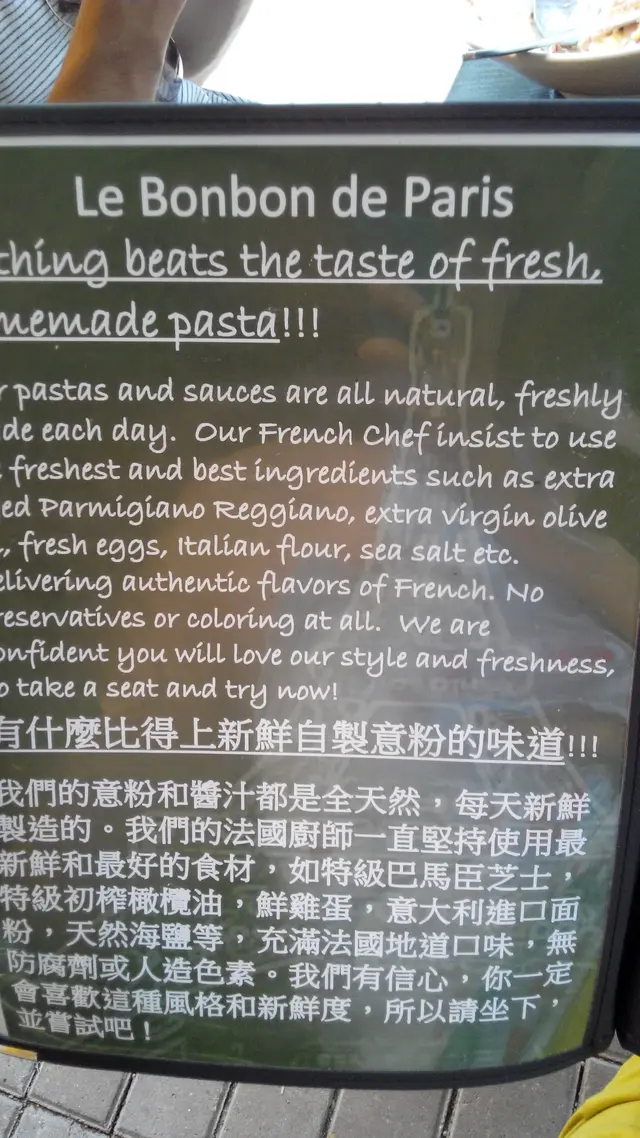 Le Bonbon de Paris
thing beats the taste of fresh,
memade pasta!!!
r pastas and sauces are all natural, freshly
de each day. Our French Chef insist to use
freshest and best ingredients such as extra
ed Parmigiano Reggiano, extra virgin olive
, fresh eggs, Italian flour, sea salt etc.
elivering authentic flavors of French. No
reservatives or coloring at all. We are
onfident you will love our style and freshness,
o take a seat and try now!
有什麼比得上新鮮自製意粉的味道!!!
我們的意粉和醬汁都是全天然，每天新鮮
製造的。我們的法國廚師一直堅持使用最
新鮮和最好的食材，如特級巴馬臣芝士，
特級初榨橄欖油，鮮雞蛋，意大利進口面
粉，天然海鹽等，充滿法國地道口味，無
防腐劑或人造色素。我們有信心，你一定
會喜歡這種風格和新鮮度，所以請坐下，
並嘗試吧！